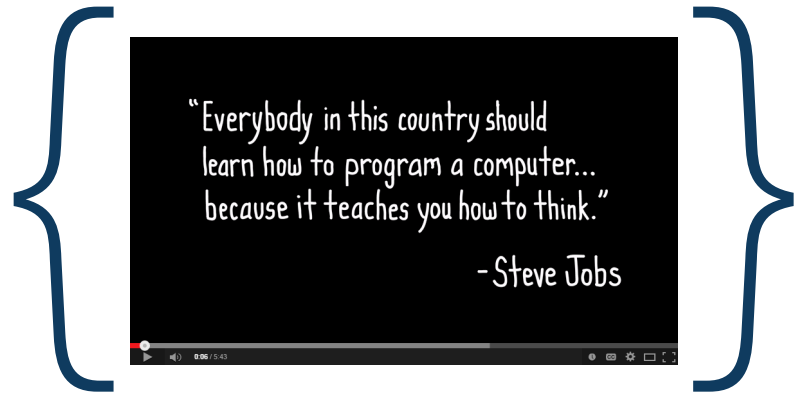 “Everybody in this country should
learn how to program a computer...
because it teaches you how to think.”
-Steve Jobs
0:06 / 5:43
CC